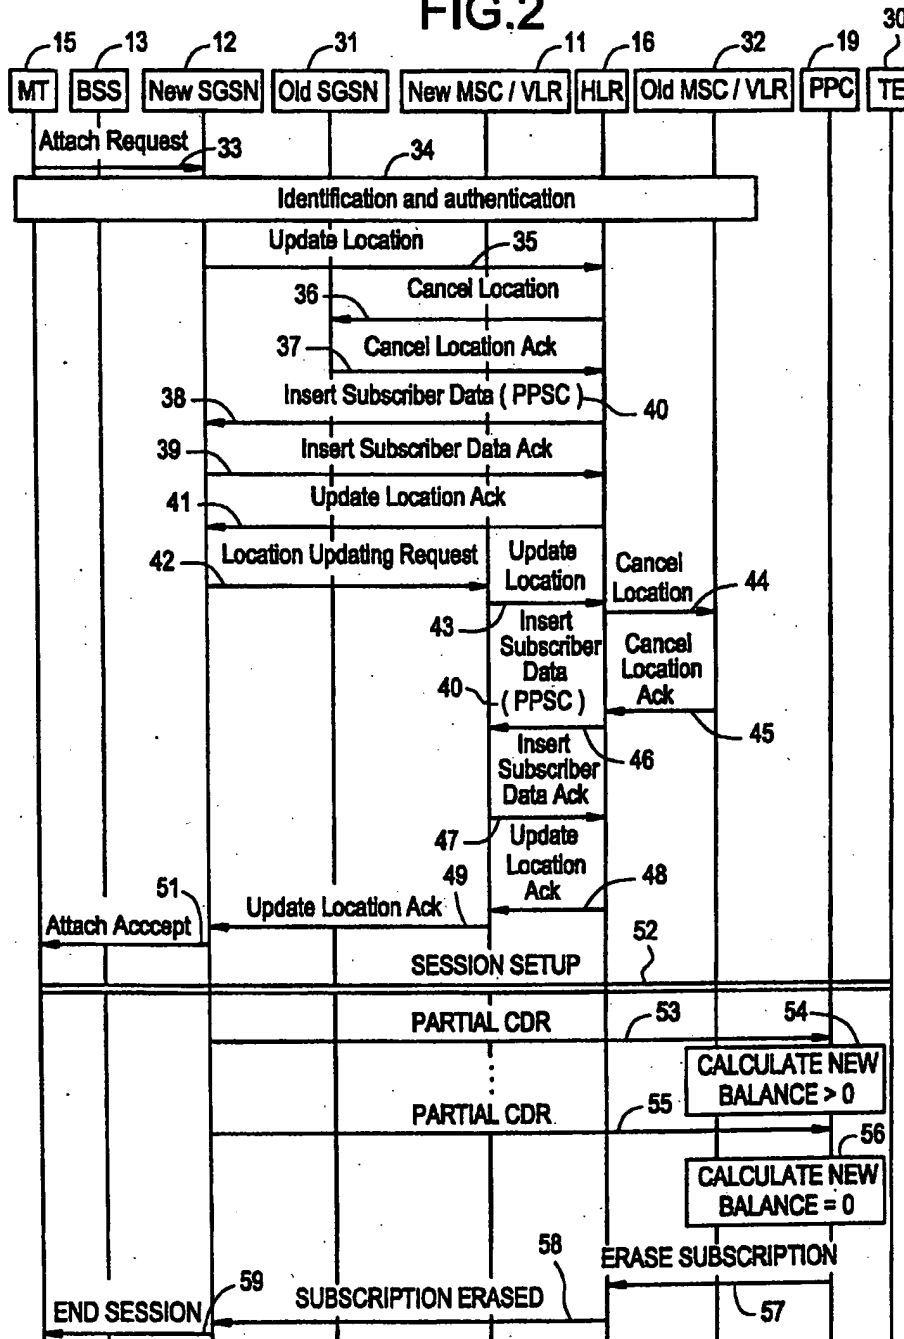 FIG.2
15 13 12 31 11 16 32 19 30
MT BSS New SGSN Old SGSN New MSC / VLR HLR Old MSC / VLR PPC TE
Attach Request
33
34
Identification and authentication
Update Location
35
Cancel Location
36
37
Cancel Location Ack
Insert Subscriber Data ( PPSC )
38
40
Insert Subscriber Data Ack
39
Update Location Ack
41
Location Updating Request
42
Update
Location
43
Cancel
Location
44
Insert
Subscriber
Data
( PPSC )
40
Cancel
Location
Ack
45
46
Insert
Subscriber
Data Ack
47
Update
Location
Ack
48
49
Update Location Ack
51
Attach Acccept
52
SESSION SETUP
PARTIAL CDR
53
54
CALCULATE NEW
BALANCE > 0
PARTIAL CDR
55
56
CALCULATE NEW
BALANCE = 0
ERASE SUBSCRIPTION
57
58
SUBSCRIPTION ERASED
59
END SESSION